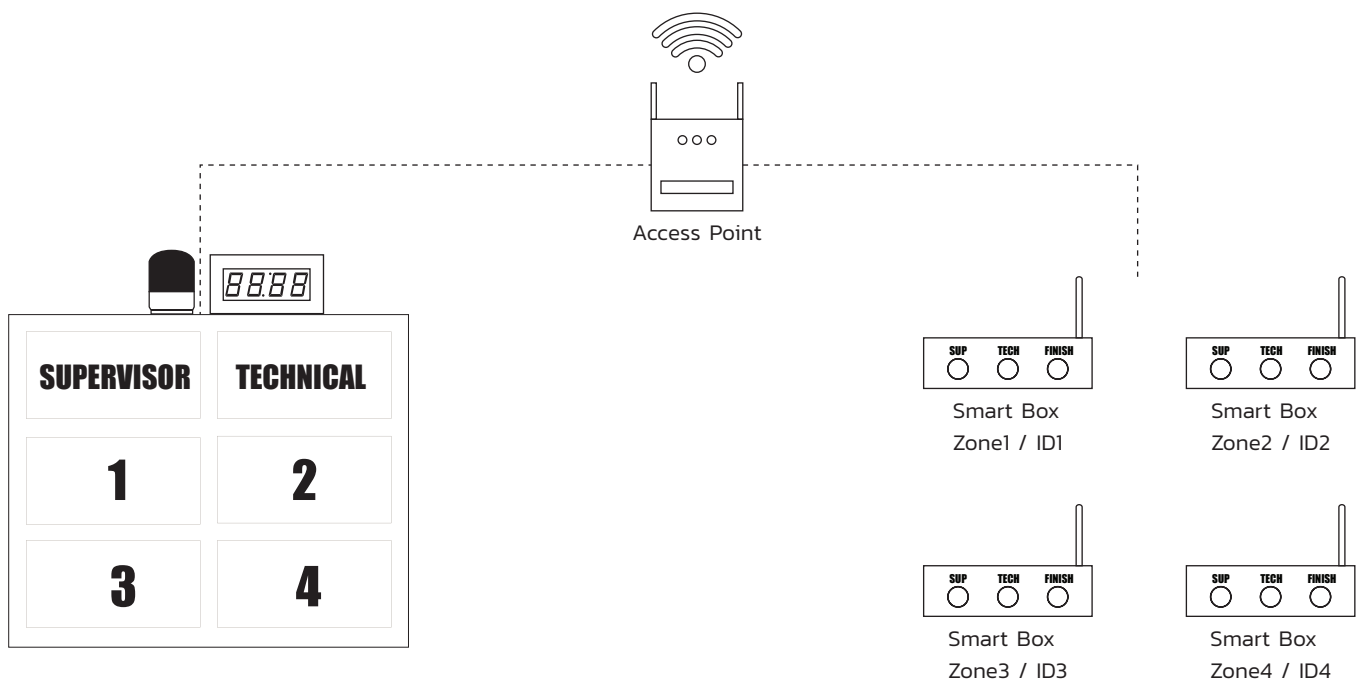 Access Point
88:88
SUPERVISOR TECHNICAL
1 2
3 4
SUP TECH FINISH
Smart Box
Zone1 / ID1
SUP TECH FINISH
Smart Box
Zone2 / ID2
SUP TECH FINISH
Smart Box
Zone3 / ID3
SUP TECH FINISH
Smart Box
Zone4 / ID4